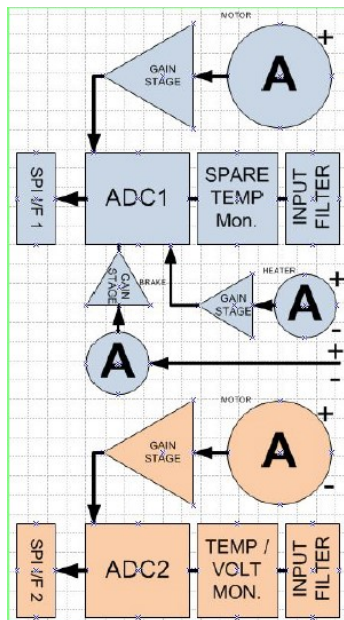 MOTOR
+
GAIN
STAGE
A
SPI I/F 1
ADC1
SPARE
TEMP
Mon.
INPUT
FILTER
GAIN
STAGE
BRAKE
HEATER
GAIN
STAGE
A
+
-
A
+
-
MOTOR
+
GAIN
STAGE
A
-
SPI I/F 2
ADC2
TEMP /
VOLT
MON.
INPUT
FILTER